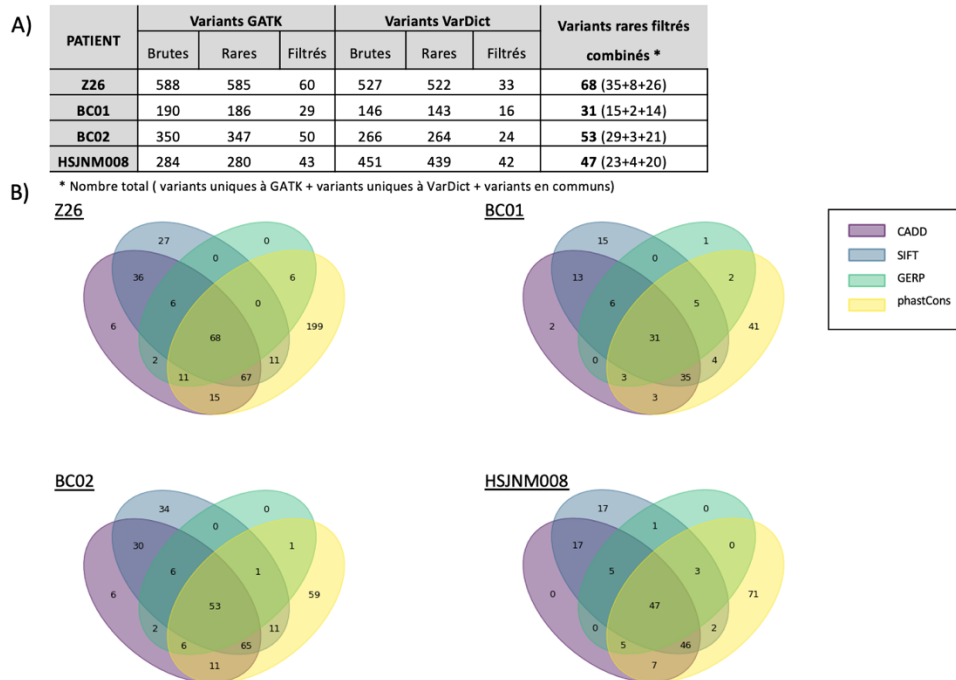 A)
PATIENT Variants GATK Variants VarDict Variants rares filtrés combinés *
Brutes Rares Filtrés Brutes Rares Filtrés
Z26 588 585 60 527 522 33 68 (35+8+26)
BC01 190 186 29 146 143 16 31 (15+2+14)
BC02 350 347 50 266 264 24 53 (29+3+21)
HSJNM008 284 280 43 451 439 42 47 (23+4+20)
* Nombre total ( variants uniques à GATK + variants uniques à VarDict + variants en communs)
B)
Z26
27 0
36 0 6
6 6 0 199
68
2 11 67 11
15
BC01
15 1
13 0 2
2 6 5 41
31
0 3 35 4
3
CADD
SIFT
GERP
phastCons
BC02
34 0
30 0 1
6 6 1 59
53
2 6 65 11
11
HSJNM008
17 0
17 1 0
0 5 3 71
47
0 5 46 2
7